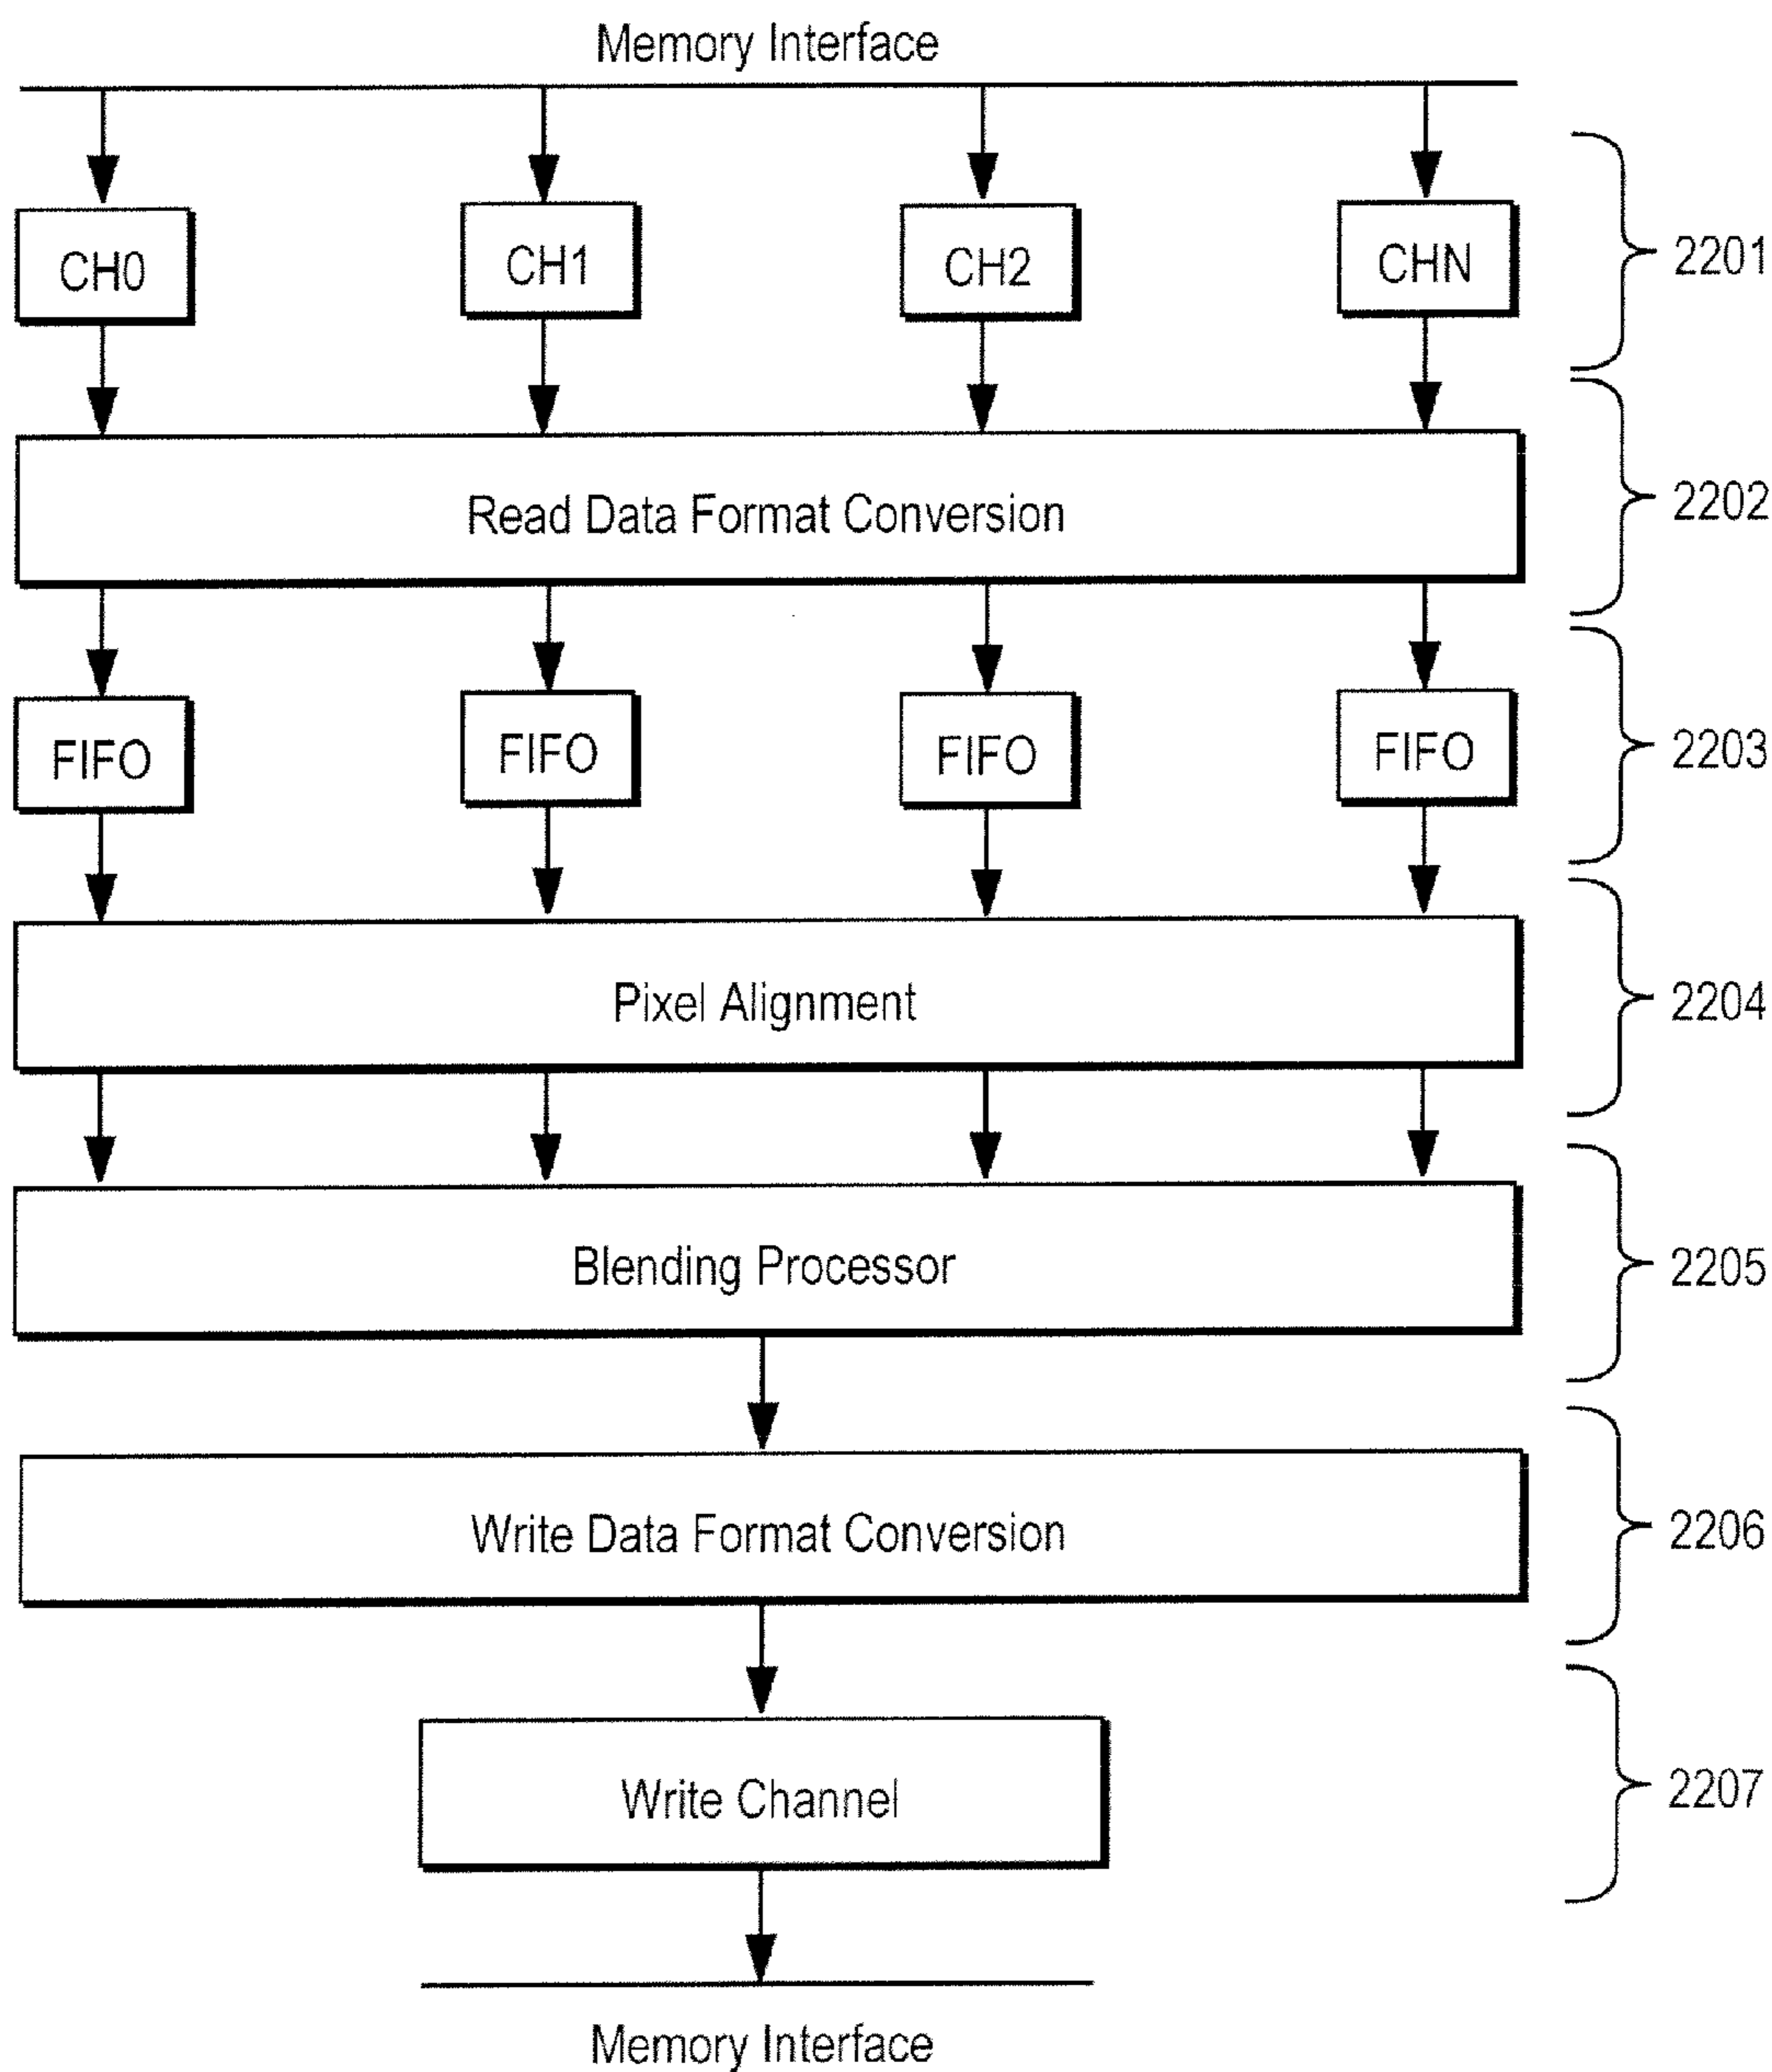 Memory Interface
CH0 CH1 CH2 CHN 2201
Read Data Format Conversion 2202
FIFO FIFO FIFO FIFO 2203
Pixel Alignment 2204
Blending Processor 2205
Write Data Format Conversion 2206
Write Channel 2207
Memory Interface